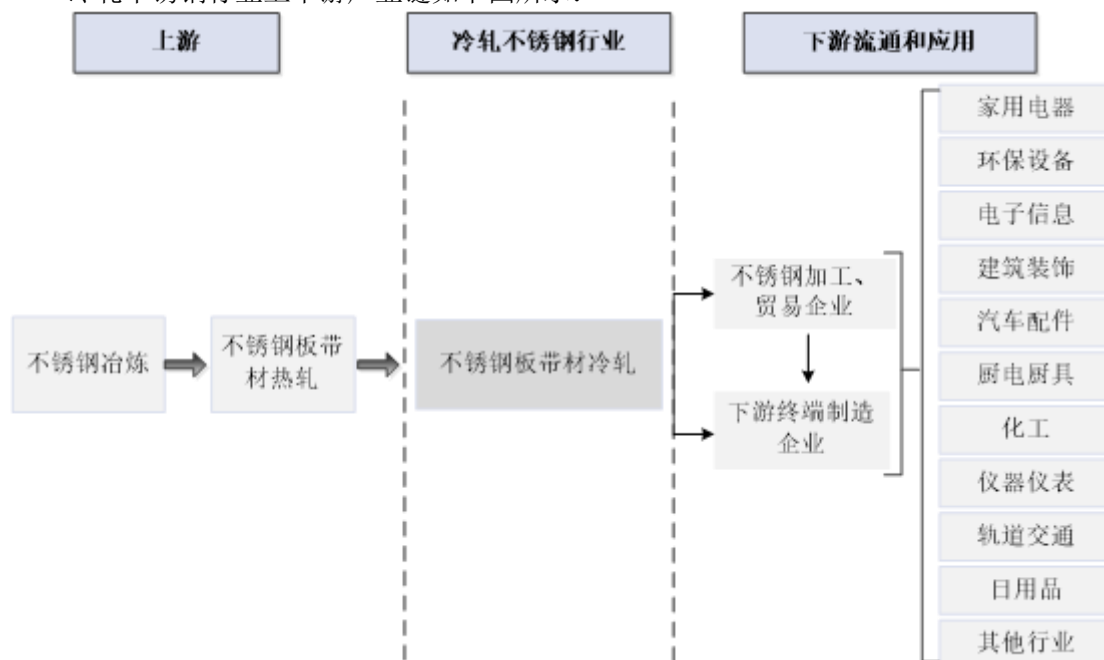 上游
冷轧不锈钢行业
下游流通和应用
不锈钢冶炼
不锈钢板带
材热轧
不锈钢板带材冷轧
不锈钢加工、
贸易企业
下游终端制造
企业
家用电器
环保设备
电子信息
建筑装饰
汽车配件
厨电厨具
化工
仪器仪表
轨道交通
日用品
其他行业